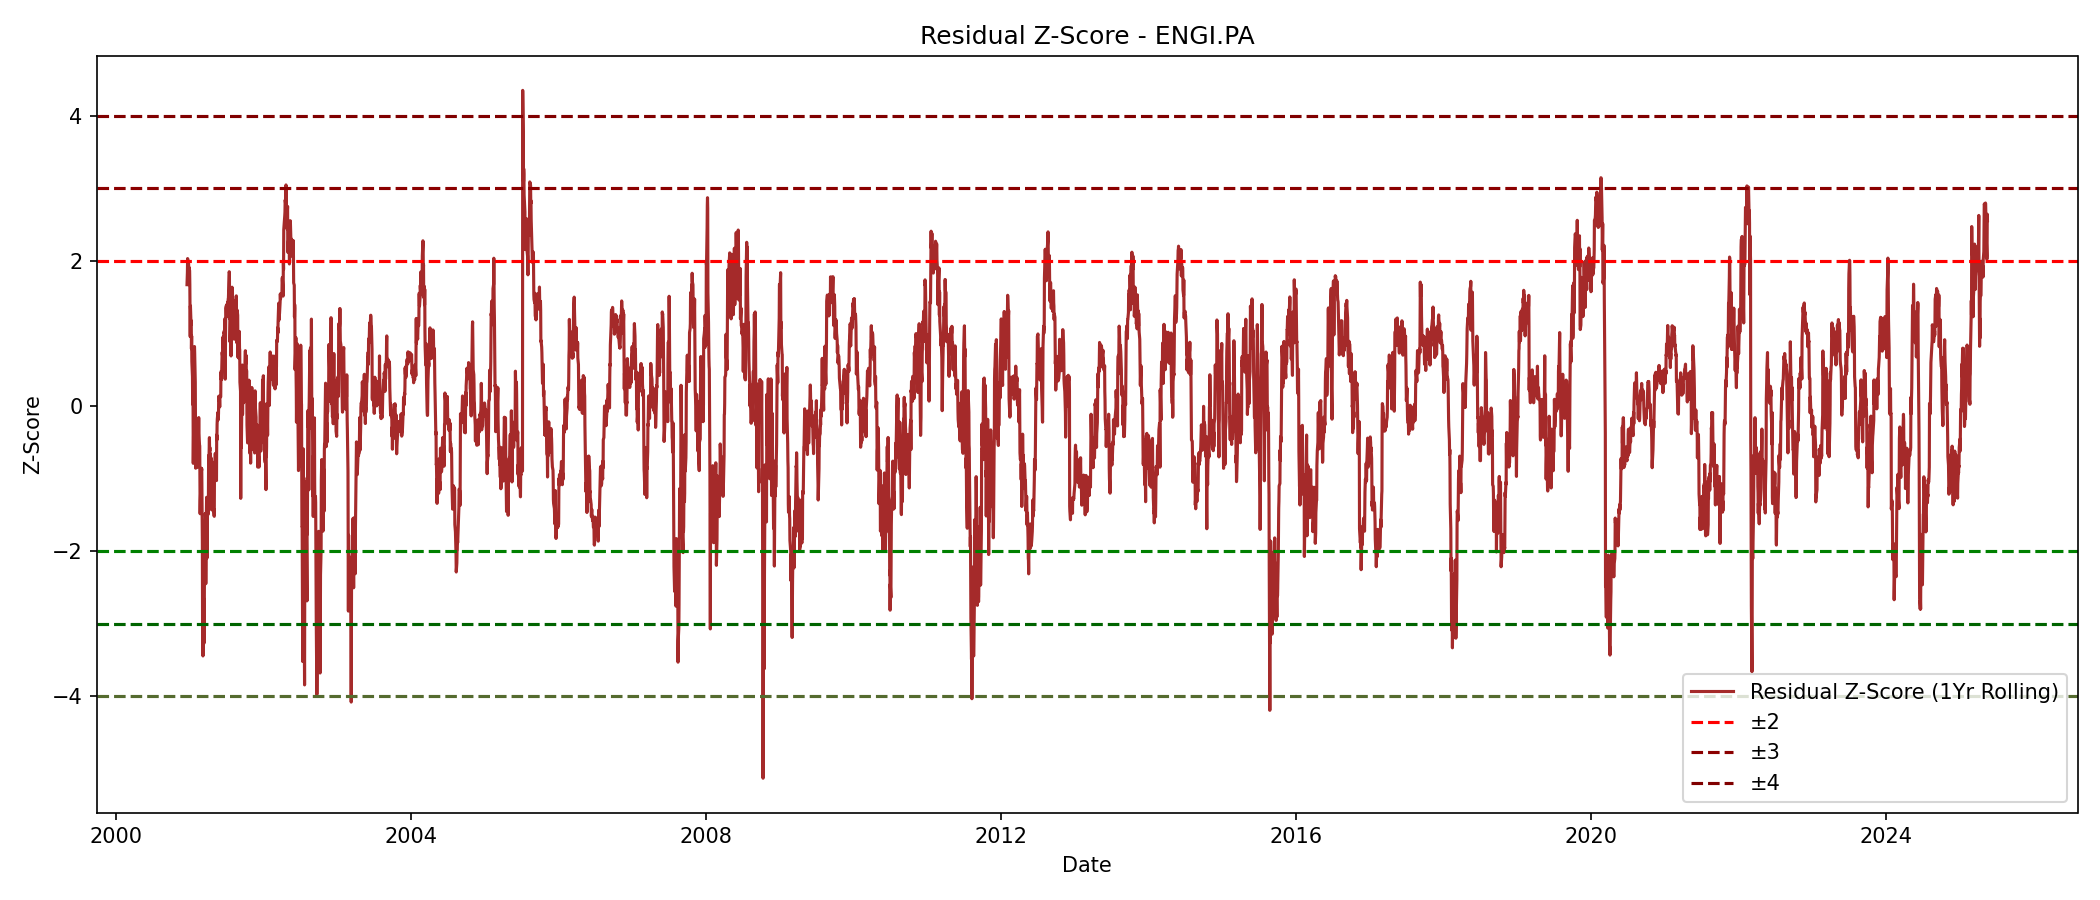 Residual Z-Score - ENGI.PA
4
2
0
−2
−4
Z-Score
2000 2004 2008 2012 2016 2020 2024
Date
Residual Z-Score (1Yr Rolling)
±2
±3
±4